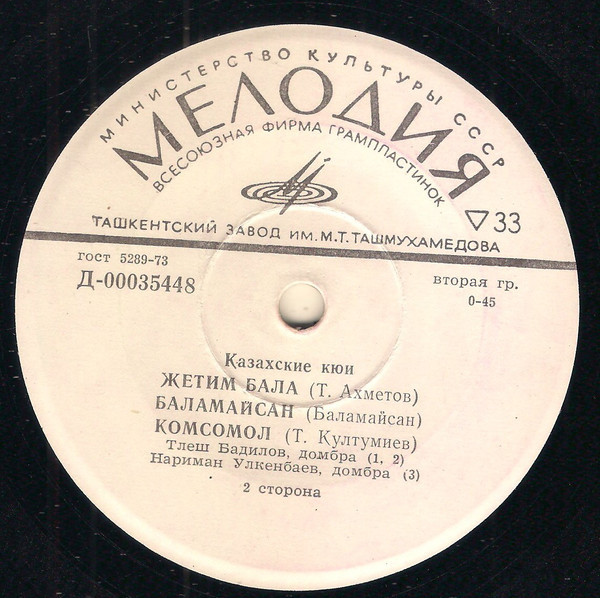 МИНИСТЕРСТВО КУЛЬТУРЫ СССР
МЕЛОДИЯ
ВСЕСОЮЗНАЯ ФИРМА ГРАМПЛАСТИНОК
33
ТАШКЕНТСКИЙ ЗАВОД ИМ. М.Т. ТАШМУХАМЕДОВА
гост 5289-73
Д-00035448
вторая гр.
0-45
Казахские кюи
ЖЕТИМ БАЛА (Т. Ахметов)
БАЛАМАЙСАН (Баламайсан)
КОМСОМОЛ (Т. Култумиев)
Тлеш Бадилов, домбра (1, 2)
Нариман Улкенбаев, домбра (3)
2 сторона